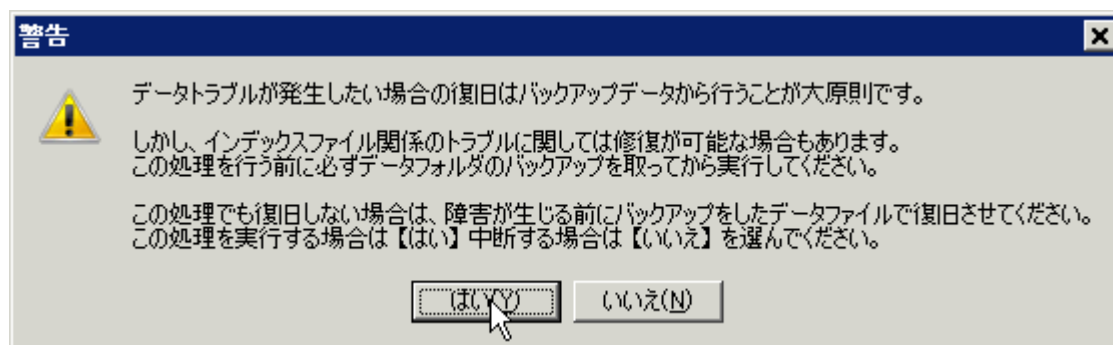 警告
データトラブルが発生したい場合の復旧はバックアップデータから行うことが大原則です。
しかし、インデックスファイル関係のトラブルに関しては修復が可能な場合もあります。
この処理を行う前に必ずデータフォルダのバックアップを取ってから実行してください。
この処理でも復旧しない場合は、障害が生じる前にバックアップをしたデータファイルで復旧させてください。
この処理を実行する場合は【はい】中断する場合は【いいえ】を選んでください。
はい(Y) いいえ(N)